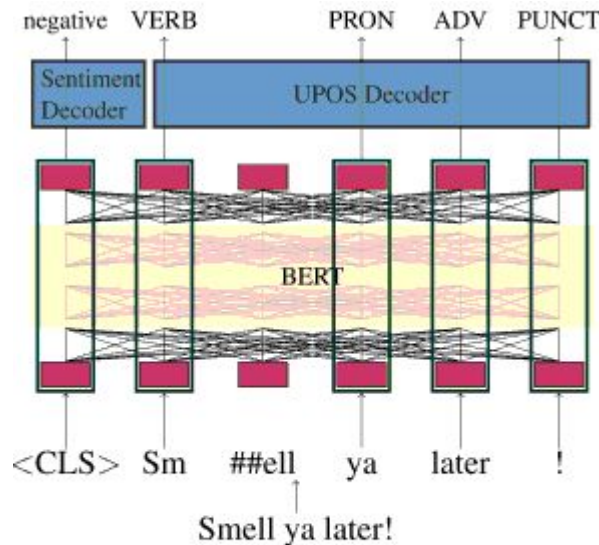 negative VERB PRON ADV PUNCT
Sentiment
Decoder
UPOS Decoder
BERT
<CLS> Sm ##ell ya later !
Smell ya later!